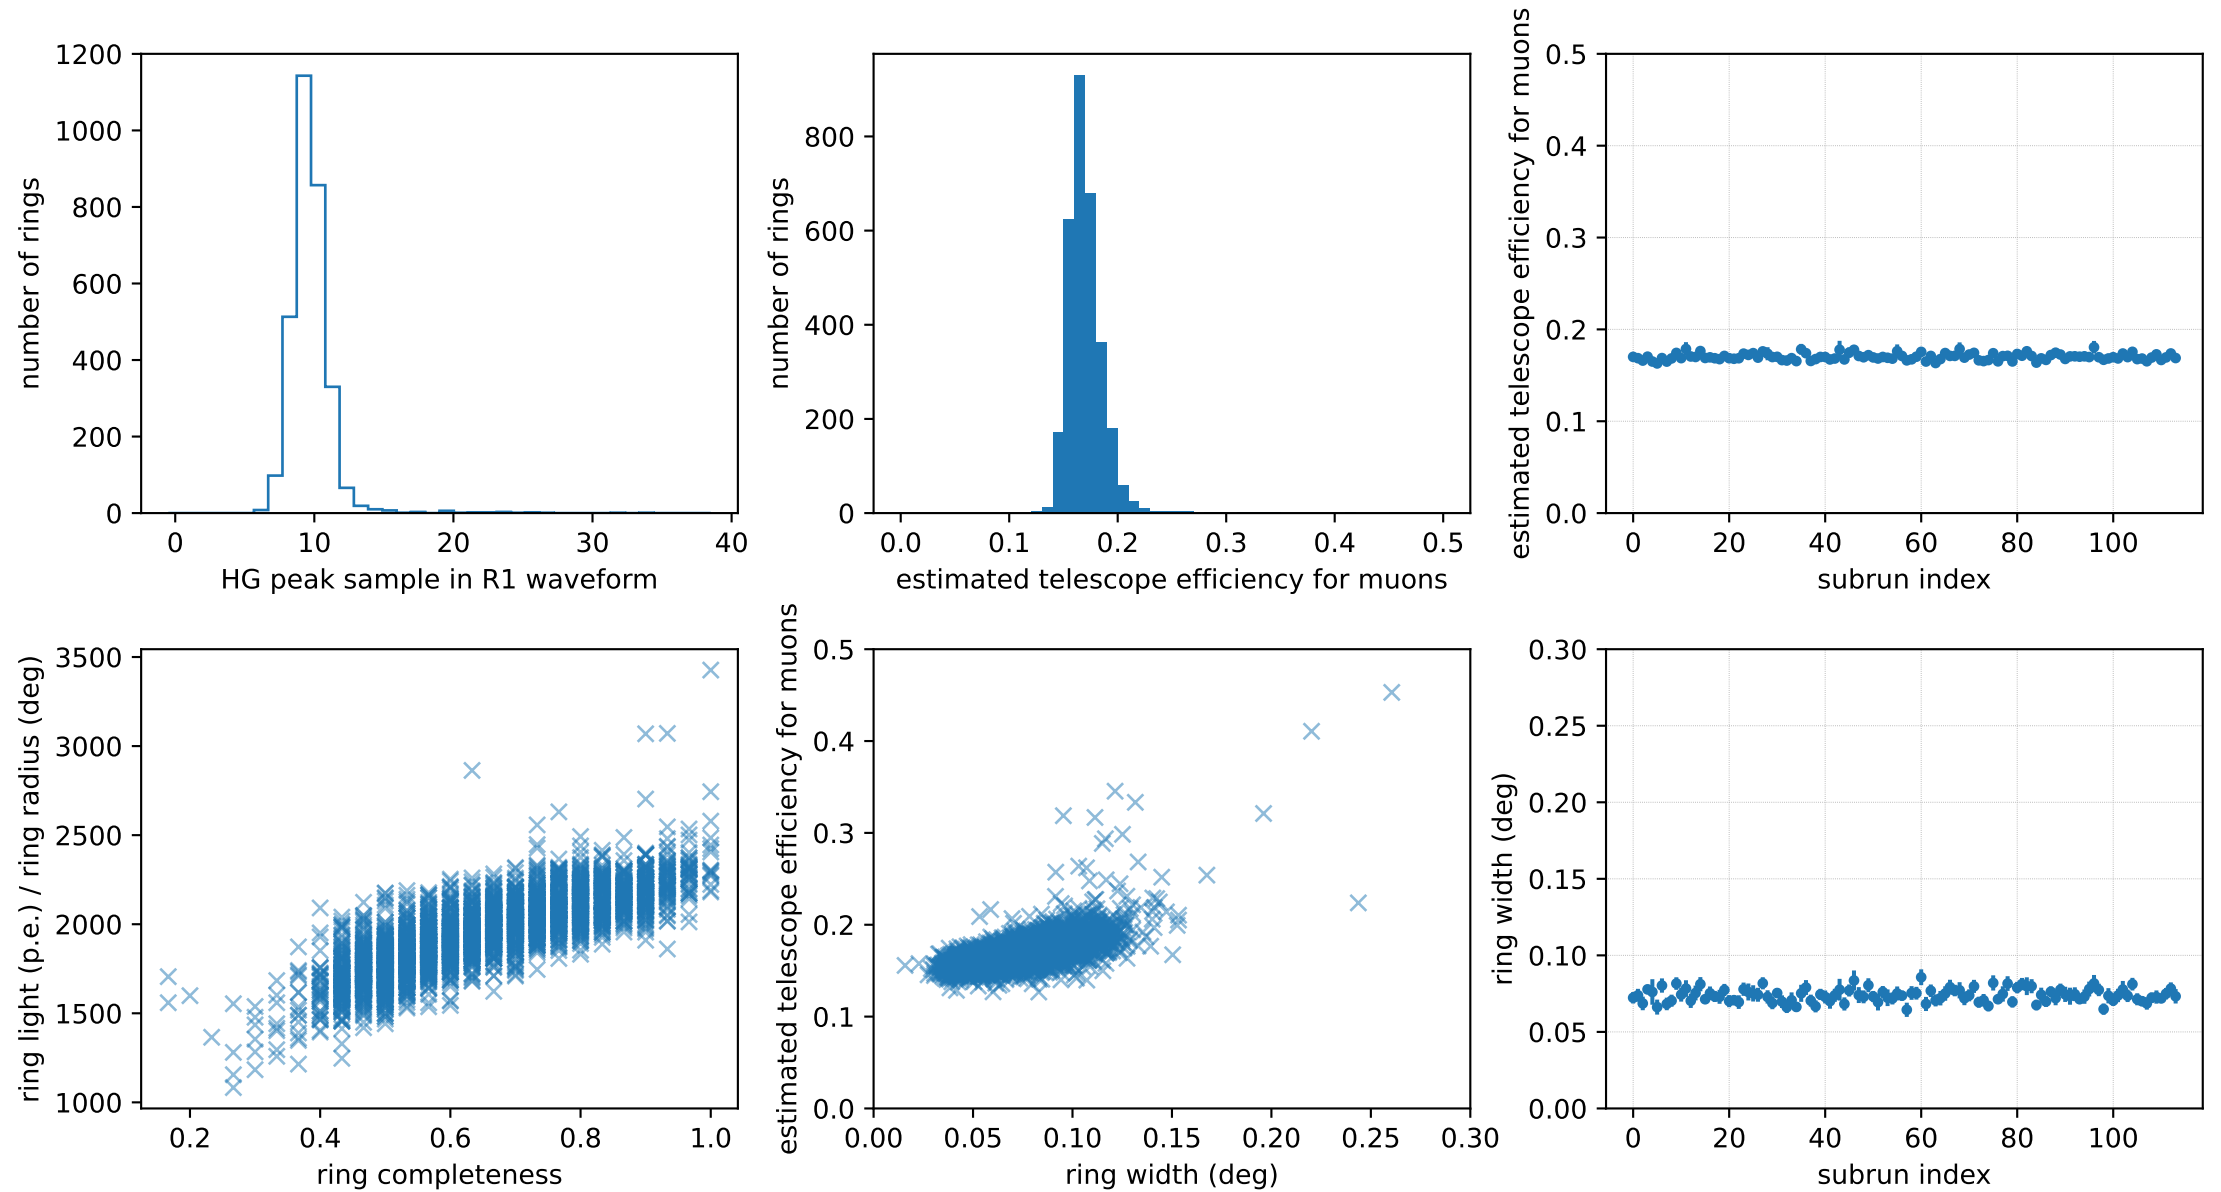 1200
1000
800
600
400
200
0
number of rings
0 10 20 30 40
HG peak sample in R1 waveform
800
600
400
200
0
number of rings
0.0 0.1 0.2 0.3 0.4 0.5
estimated telescope efficiency for muons
0.5
0.4
0.3
0.2
0.1
0.0
estimated telescope efficiency for muons
0 20 40 60 80 100
subrun index
3500
3000
2500
2000
1500
1000
ring light (p.e.) / ring radius (deg)
0.2 0.4 0.6 0.8 1.0
ring completeness
0.5
0.4
0.3
0.2
0.1
0.0
estimated telescope efficiency for muons
0.00 0.05 0.10 0.15 0.20 0.25 0.30
ring width (deg)
0.30
0.25
0.20
0.15
0.10
0.05
0.00
ring width (deg)
0 20 40 60 80 100
subrun index